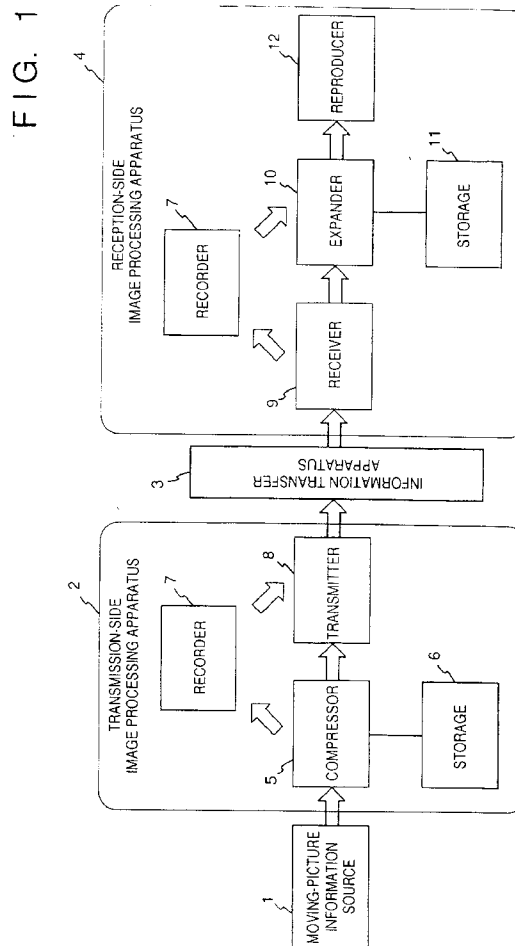 FIG. 1
4
RECEPTION-SIDE
IMAGE PROCESSING APPARATUS
7
RECORDER
12
REPRODUCER
10
EXPANDER
11
STORAGE
9
RECEIVER
3
INFORMATION TRANSFER
APPARATUS
2
TRANSMISSION-SIDE
IMAGE PROCESSING APPARATUS
7
RECORDER
8
TRANSMITTER
5
COMPRESSOR
6
STORAGE
1
MOVING-PICTURE
INFORMATION
SOURCE